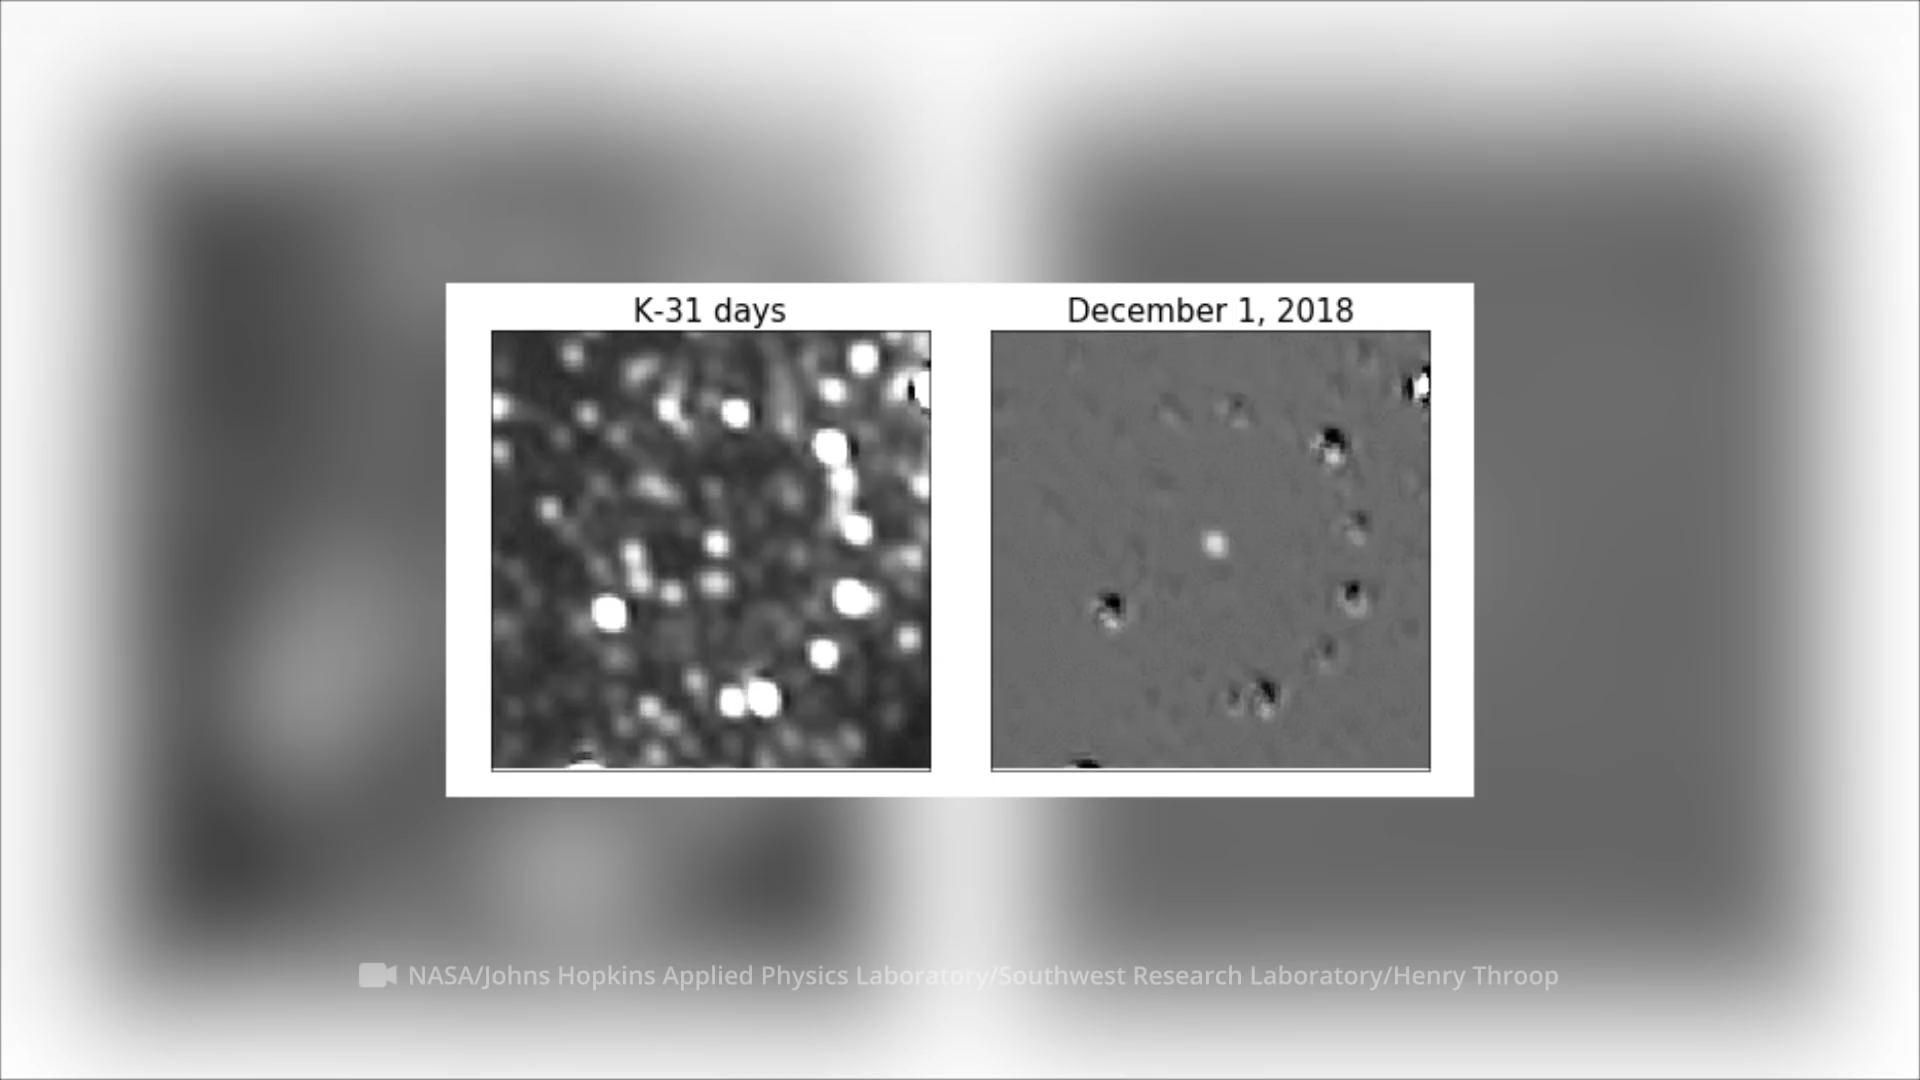 K-31 days
December 1, 2018
NASA/Johns Hopkins Applied Physics Laboratory/Southwest Research Laboratory/Henry Throop